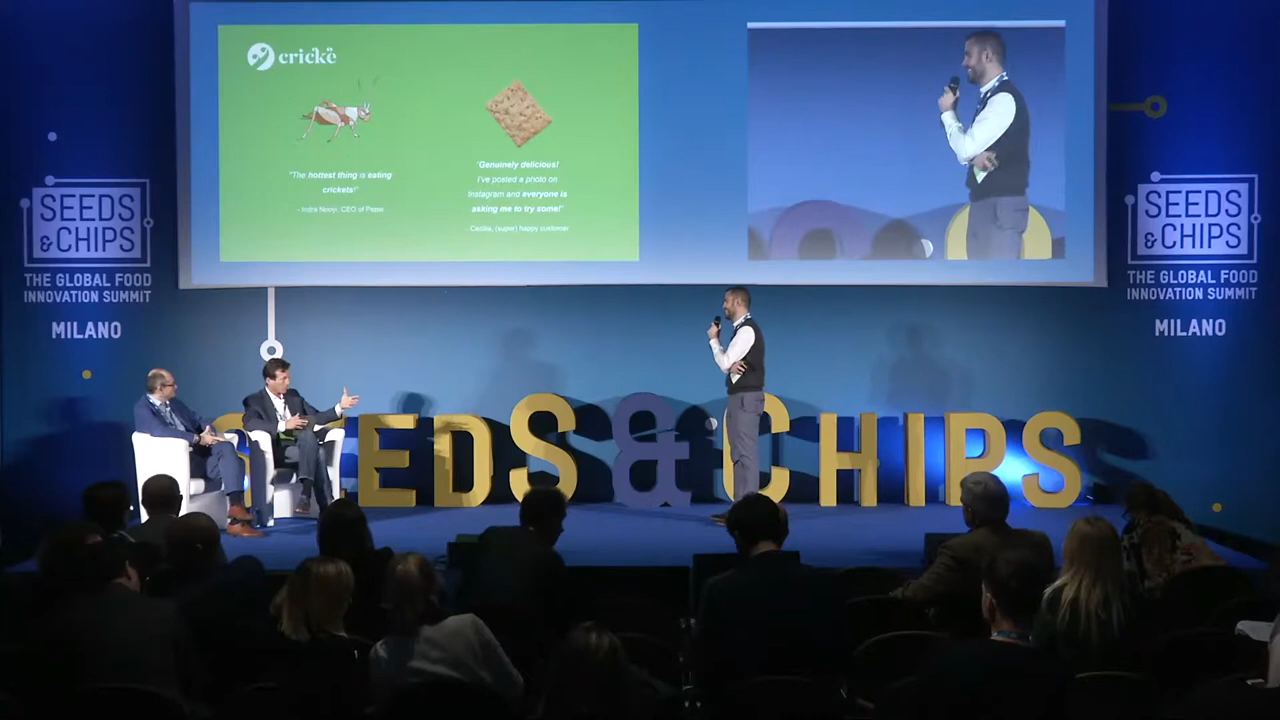 crickē
"The hottest thing is eating
crickets!"
- Indra Nooyi, CEO of Pepsi
"Genuinely delicious!
I've posted a photo on
Instagram and everyone is
asking me to try some!"
- Cecilia, (super) happy customer
SEEDS
&CHIPS
THE GLOBAL FOOD
INNOVATION SUMMIT
MILANO
SEEDS
&CHIPS
THE GLOBAL FOOD
INNOVATION SUMMIT
MILANO
SEEDS&CHIPS